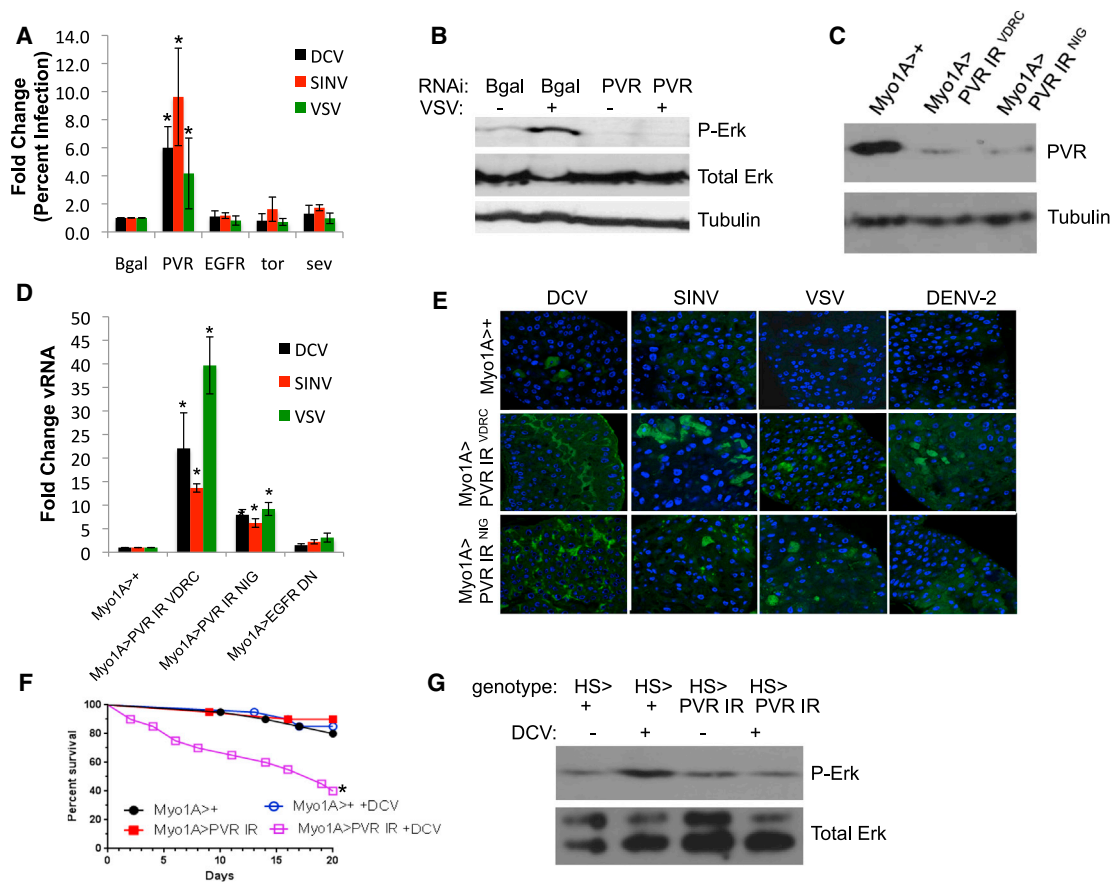 A
Fold Change
(Percent Infection)
14.0
12.0
10.0
8.0
6.0
4.0
2.0
0.0
* * *
DCV
SINV
VSV
Bgal PVR EGFR tor sev
B
RNAi: Bgal Bgal PVR PVR
VSV: - + - +
P-Erk
Total Erk
Tubulin
C
Myo1A>+
Myo1A>
PVR IR VDRC
Myo1A>
PVR IR NIG
PVR
Tubulin
D
Fold Change vRNA
50
45
40
35
30
25
20
15
10
5
0
* * *
* * *
DCV
SINV
VSV
Myo1A>+
Myo1A>PVR IR VDRC
Myo1A>PVR IR NIG
Myo1A>EGFR DN
E
DCV SINV VSV DENV-2
Myo1A>+
Myo1A>
PVR IR VDRC
Myo1A>
PVR IR NIG
F
Percent survival
100
80
60
40
20
0
0 5 10 15 20
Days
*
Myo1A>+
Myo1A>+ +DCV
Myo1A>PVR IR
Myo1A>PVR IR +DCV
G
genotype: HS> HS> HS> HS>
+ + PVR IR PVR IR
DCV: - + - +
P-Erk
Total Erk